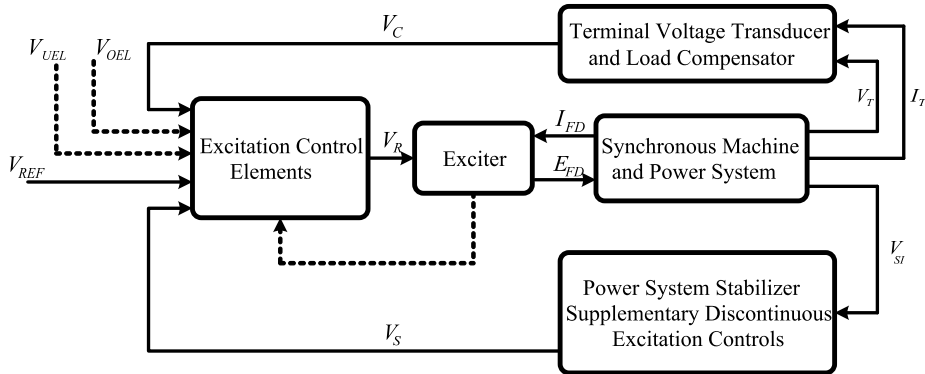 V_C
Terminal Voltage Transducer
and Load Compensator
V_UEL
V_OEL
V_T
I_T
Excitation Control
Elements
V_R
Exciter
I_FD
E_FD
Synchronous Machine
and Power System
V_REF
V_SI
Power System Stabilizer
Supplementary Discontinuous
Excitation Controls
V_S